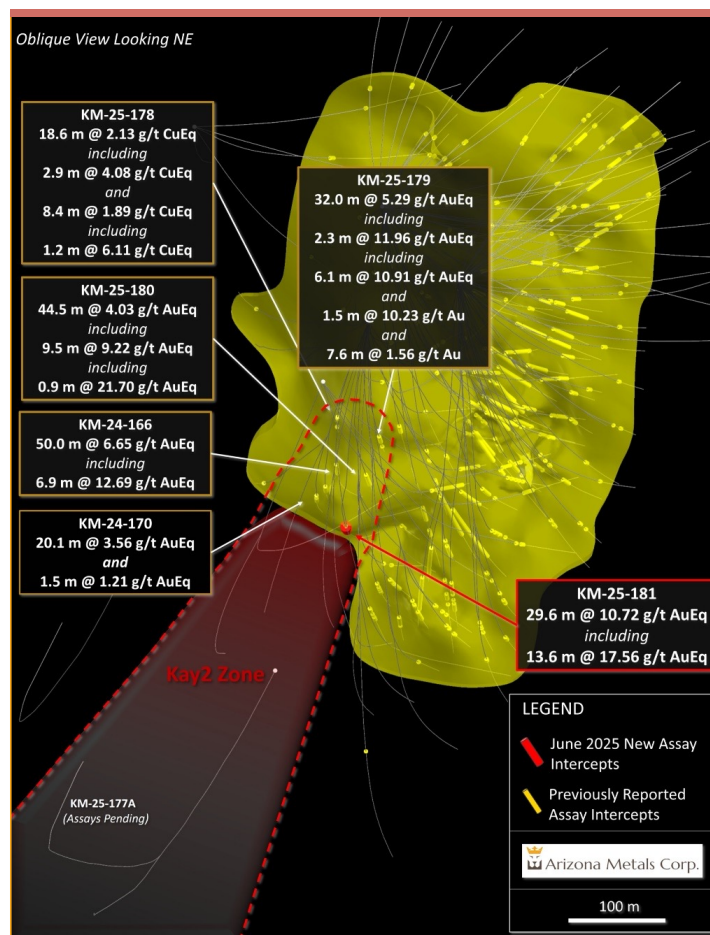 Oblique View Looking NE
KM-25-178
18.6 m @ 2.13 g/t CuEq
including
2.9 m @ 4.08 g/t CuEq
and
8.4 m @ 1.89 g/t CuEq
including
1.2 m @ 6.11 g/t CuEq
KM-25-179
32.0 m @ 5.29 g/t AuEq
including
2.3 m @ 11.96 g/t AuEq
including
6.1 m @ 10.91 g/t AuEq
and
1.5 m @ 10.23 g/t Au
and
7.6 m @ 1.56 g/t Au
KM-25-180
44.5 m @ 4.03 g/t AuEq
including
9.5 m @ 9.22 g/t AuEq
including
0.9 m @ 21.70 g/t AuEq
KM-24-166
50.0 m @ 6.65 g/t AuEq
including
6.9 m @ 12.69 g/t AuEq
KM-24-170
20.1 m @ 3.56 g/t AuEq
and
1.5 m @ 1.21 g/t AuEq
KM-25-181
29.6 m @ 10.72 g/t AuEq
including
13.6 m @ 17.56 g/t AuEq
Kay2 Zone
KM-25-177A
(Assays Pending)
LEGEND
June 2025 New Assay
Intercepts
Previously Reported
Assay Intercepts
Arizona Metals Corp.
100 m